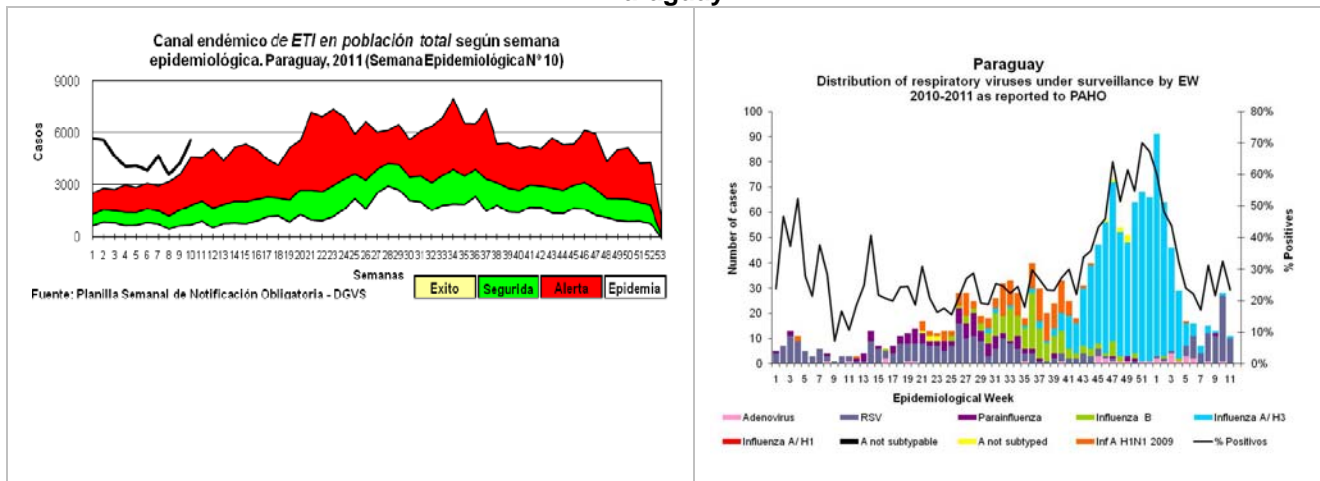 Canal endémico de ETI en población total según semana
epidemiológica. Paraguay, 2011 (Semana Epidemiológica Nº 10)
9000
6000
3000
0
Casos
1 2 3 4 5 6 7 8 9 10 11 12 13 14 15 16 17 18 19 20 21 22 23 24 25 26 27 28 29 30 31 32 33 34 35 36 37 38 39 40 41 42 43 44 45 46 47 48 49 50 51 52 53
Semanas
Exito Segurida Alerta Epidemia
Fuente: Planilla Semanal de Notificación Obligatoria - DGVS
Paraguay
Distribution of respiratory viruses under surveillance by EW
2010-2011 as reported to PAHO
100
90
80
70
60
50
40
30
20
10
0
Number of cases
80%
70%
60%
50%
40%
30%
20%
10%
0%
% Positives
1 3 5 7 9 11 13 15 17 19 21 23 25 27 29 31 33 35 37 39 41 43 45 47 49 51 1 3 5 7 9 11
Epidemiological Week
Adenovirus RSV Parainfluenza Influenza B Influenza A/ H3
Influenza A/ H1 A not subtypable A not subtyped Inf A H1N1 2009 % Positivos